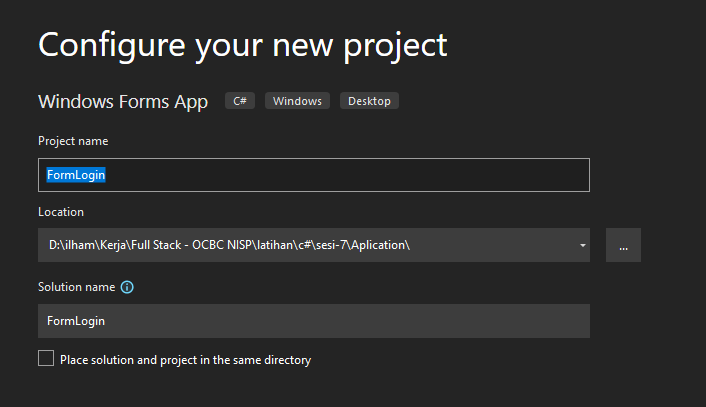 Configure your new project
Windows Forms App C# Windows Desktop
Project name
FormLogin
Location
D:\ilham\Kerja\Full Stack - OCBC NISP\latihan\c#\sesi-7\Aplication\ ...
Solution name
FormLogin
Place solution and project in the same directory